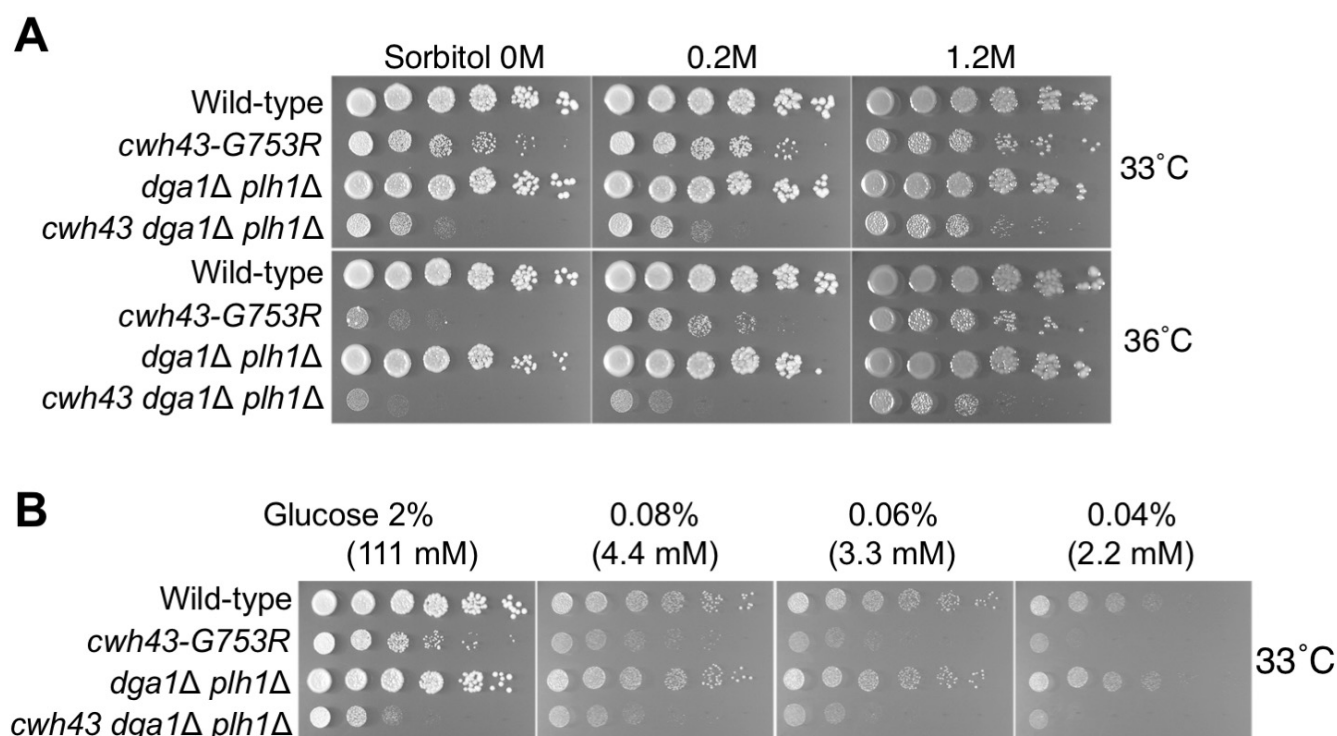 A
Sorbitol 0M 0.2M 1.2M
Wild-type
cwh43-G753R
dga1Δ plh1Δ
cwh43 dga1Δ plh1Δ
33˚C
Wild-type
cwh43-G753R
dga1Δ plh1Δ
cwh43 dga1Δ plh1Δ
36˚C
B
Glucose 2% 0.08% 0.06% 0.04%
(111 mM) (4.4 mM) (3.3 mM) (2.2 mM)
Wild-type
cwh43-G753R
dga1Δ plh1Δ
cwh43 dga1Δ plh1Δ
33˚C